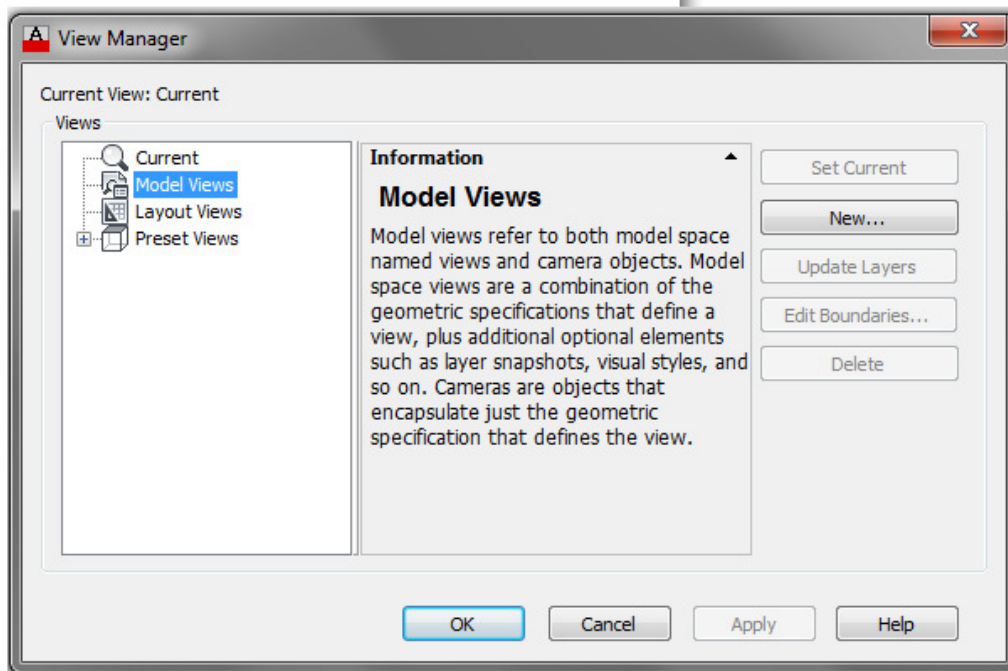 View Manager
Current View: Current
Views
Current
Model Views
Layout Views
Preset Views
Information
Model Views
Model views refer to both model space
named views and camera objects. Model
space views are a combination of the
geometric specifications that define a
view, plus additional optional elements
such as layer snapshots, visual styles, and
so on. Cameras are objects that
encapsulate just the geometric
specification that defines the view.
Set Current
New...
Update Layers
Edit Boundaries...
Delete
OK
Cancel
Apply
Help